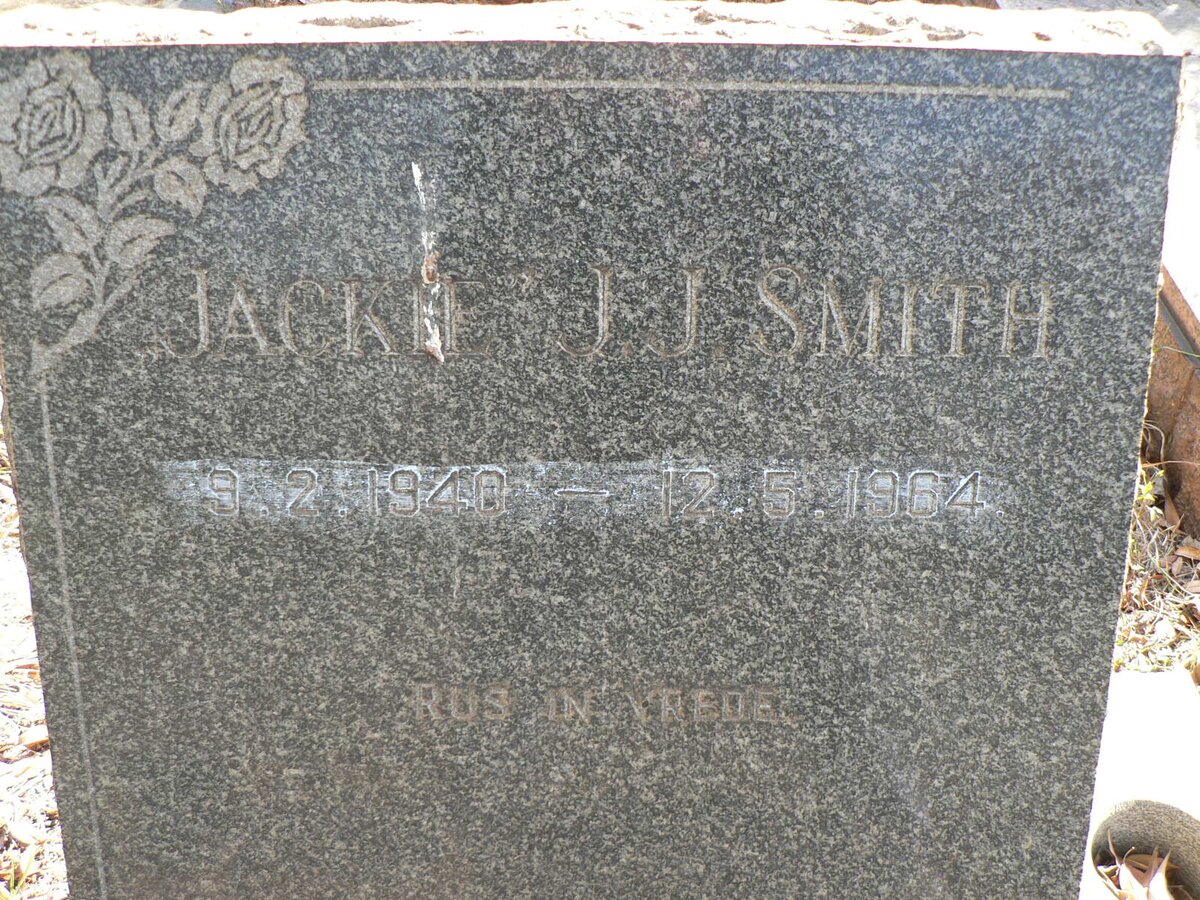 „JACKIE” J.J. SMITH
9.2.1940 — 12.5.1964.
RUS IN VREDE.